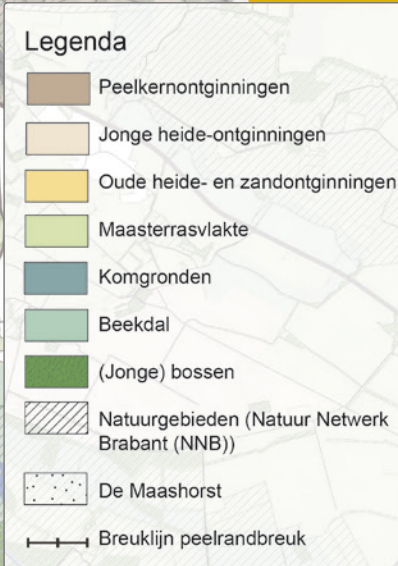 Legenda
Peelkernontginningen
Jonge heide-ontginningen
Oude heide- en zandontginningen
Maasterrasvlakte
Komgronden
Beekdal
(Jonge) bossen
Natuurgebieden (Natuur Netwerk
Brabant (NNB))
De Maashorst
Breuklijn peelrandbreuk